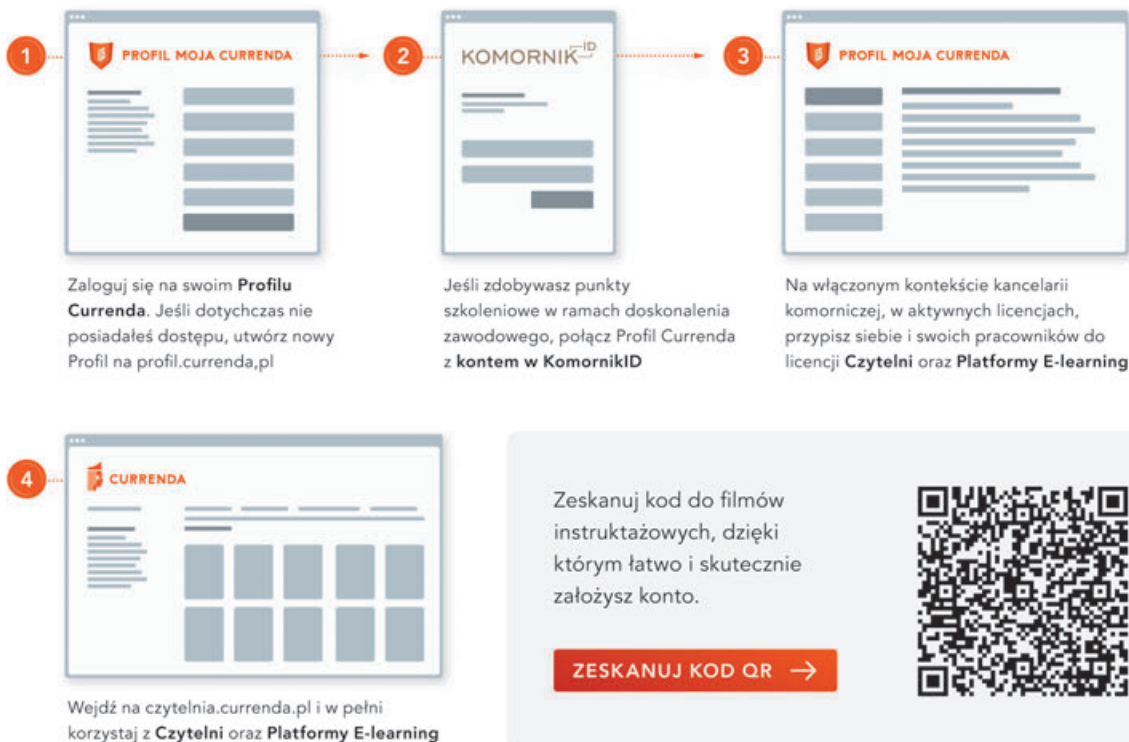 1
PROFIL MOJA CURRENDA
2
KOMORNIK ID
3
PROFIL MOJA CURRENDA
Zaloguj się na swoim Profilu
Currenda. Jeśli dotychczas nie
posiadałeś dostępu, utwórz nowy
Profil na profil.currenda,pl
Jeśli zdobywasz punkty
szkoleniowe w ramach doskonalenia
zawodowego, połącz Profil Currenda
z kontem w KomornikID
Na włączonym kontekście kancelarii
komorniczej, w aktywnych licencjach,
przypisz siebie i swoich pracowników do
licencji Czytelni oraz Platformy E-learning
4
CURRENDA
Wejdź na czytelnia.currenda.pl i w pełni
korzystaj z Czytelni oraz Platformy E-learning
Zeskanuj kod do filmów
instruktażowych, dzięki
którym łatwo i skutecznie
założysz konto.
ZESKANUJ KOD QR →